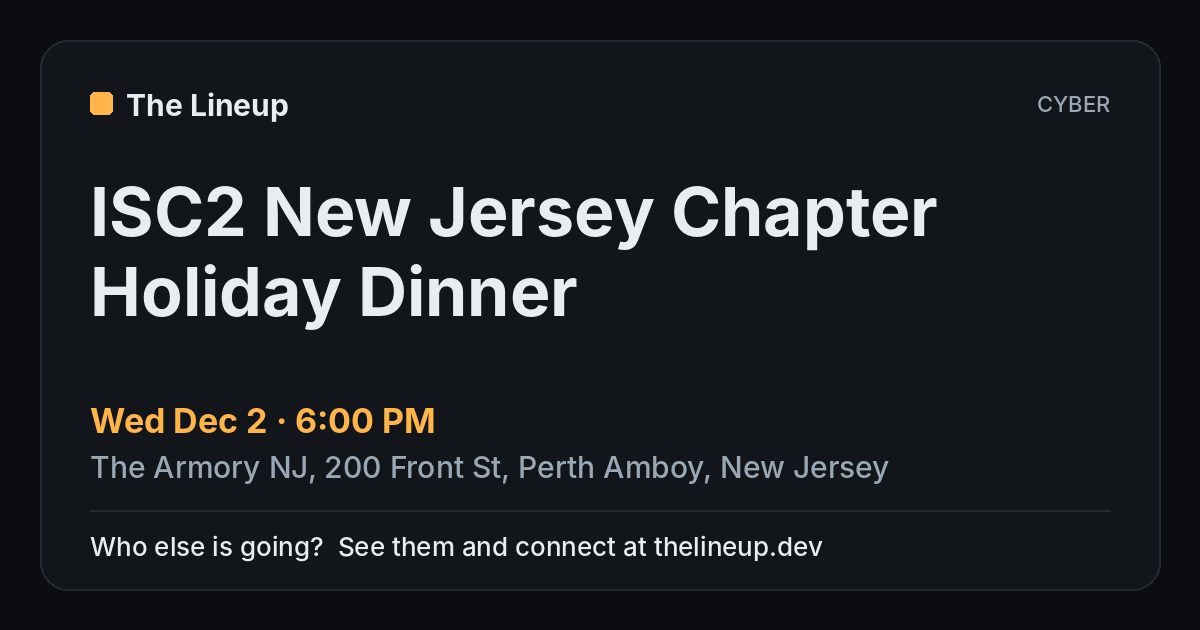 The Lineup
CYBER
ISC2 New Jersey Chapter
Holiday Dinner
Wed Dec 2 · 6:00 PM
The Armory NJ, 200 Front St, Perth Amboy, New Jersey
Who else is going? See them and connect at thelineup.dev